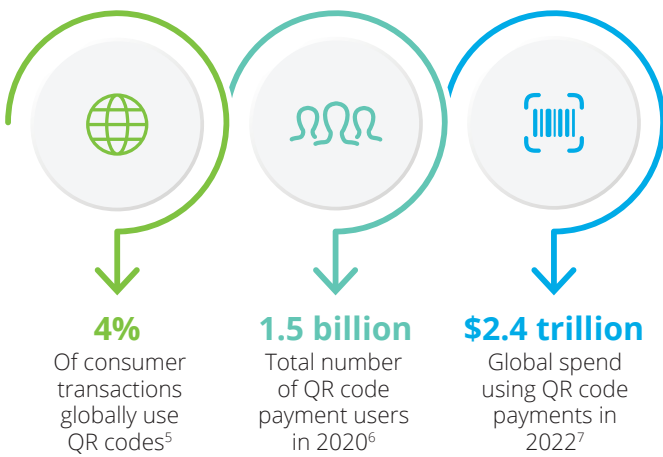 4%
Of consumer
transactions
globally use
QR codes⁵
1.5 billion
Total number
of QR code
payment users
in 2020⁶
$2.4 trillion
Global spend
using QR code
payments in
2022⁷